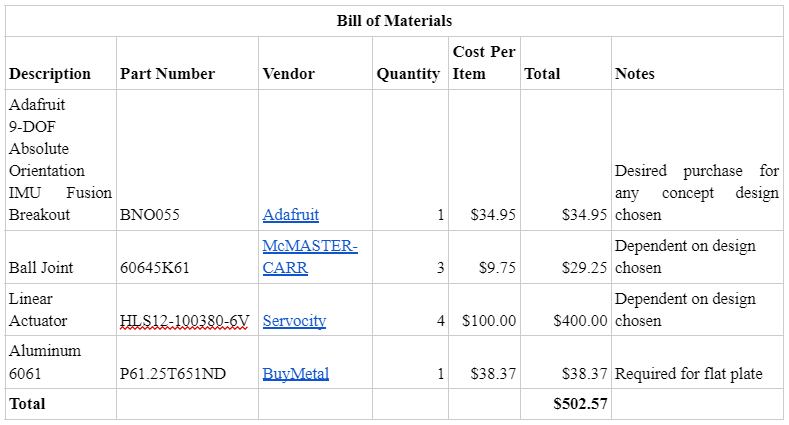 Bill of Materials
Description Part Number Vendor Quantity Cost Per Item Total Notes
Adafruit
9-DOF
Absolute
Orientation
IMU Fusion
Breakout
BNO055
Adafruit
1
$34.95
$34.95
Desired purchase for
any concept design
chosen
Ball Joint
60645K61
McMASTER-
CARR
3
$9.75
$29.25
Dependent on design
chosen
Linear
Actuator
HLS12-100380-6V
Servocity
4
$100.00
$400.00
Dependent on design
chosen
Aluminum
6061
P61.25T651ND
BuyMetal
1
$38.37
$38.37
Required for flat plate
Total
$502.57